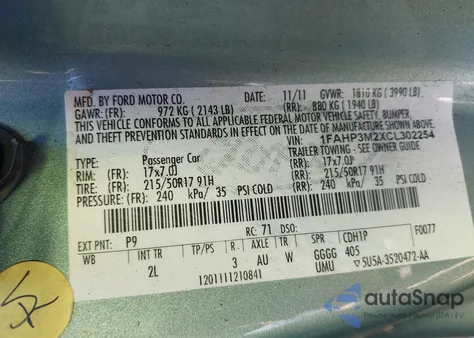 MFD. BY FORD MOTOR CO. 11/11 GVWR: 1810 KG (3990 LB)
GAWR: (FR): 972 KG (2143 LB) (RR): 880 KG (1940 LB)
THIS VEHICLE CONFORMS TO ALL APPLICABLE FEDERAL MOTOR VEHICLE SAFETY, BUMPER,
AND THEFT PREVENTION STANDARDS IN EFFECT ON THE DATE OF MANUFACTURE SHOWN ABOVE
VIN: 1FAHP3M2XCL302254
TYPE: Passenger Car TRAILER TOWING - SEE OWNER GUIDE
RIM: (FR): 17x7.0J (RR): 17x7.0J
TIRE: (FR): 215/50R17 91H (RR): 215/50R17 91H
PRESSURE: (FR): 240 kPa/ 35 PSI COLD (RR): 240 kPa/ 35 PSI COLD
RC: 71 DSO: F0077
EXT PNT: P9
WB INT TR TP/PS R AXLE TR SPR CDH1P
2L 3 AU W GGGG 405
1201111210841 UMU 5U5A-3520472-AA
autoSnap